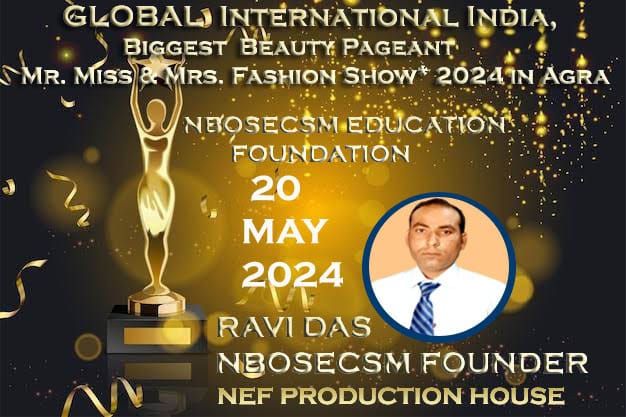 GLOBAL, INTERNATIONAL INDIA,
BIGGEST BEAUTY PAGEANT
MR. MISS & MRS. FASHION SHOW* 2024 IN AGRA
NBOSECSM EDUCATION
FOUNDATION
20
MAY
2024
RAVI DAS
NBOSECSM FOUNDER
NEF PRODUCTION HOUSE